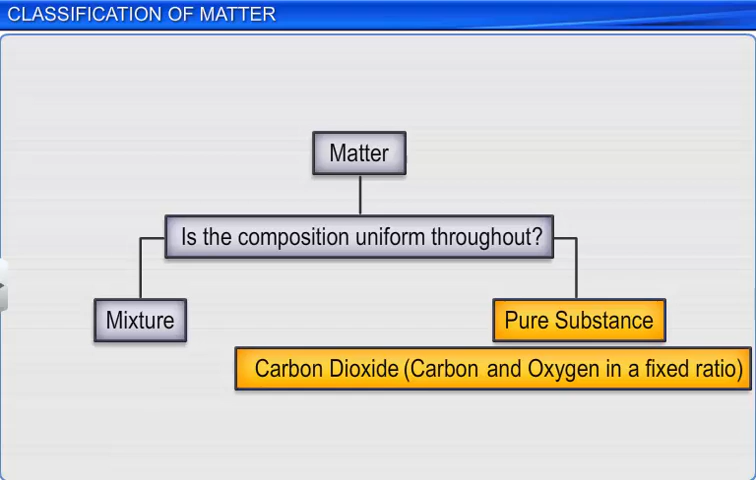 CLASSIFICATION OF MATTER
Matter
Is the composition uniform throughout?
Mixture
Pure Substance
Carbon Dioxide (Carbon and Oxygen in a fixed ratio)